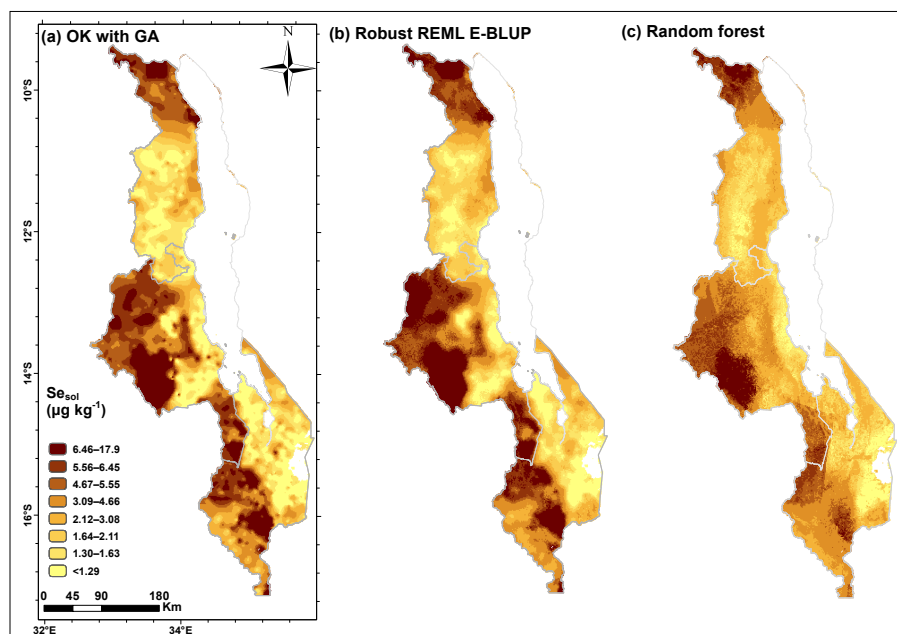 (a) OK with GA
N
(b) Robust REML E-BLUP
(c) Random forest
10°S
12°S
14°S
16°S
Se_sol
(µg kg⁻¹)
6.46–17.9
5.56–6.45
4.67–5.55
3.09–4.66
2.12–3.08
1.64–2.11
1.30–1.63
<1.29
0 45 90 180
Km
32°E 34°E